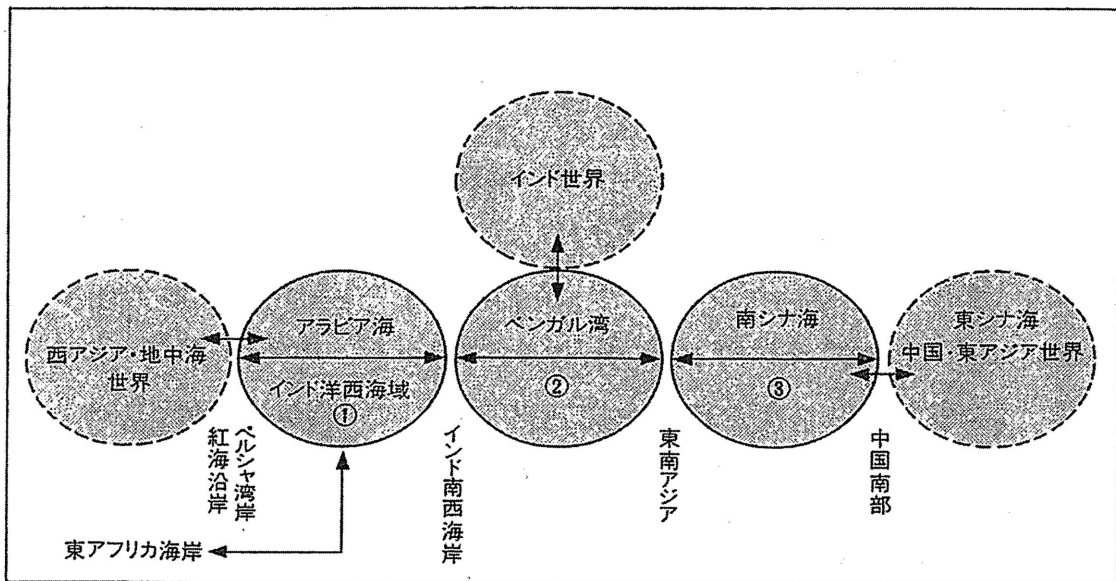 インド世界
アラビア海
インド洋西海域
①
ベンガル湾
②
南シナ海
③
東シナ海
中国・東アジア世界
西アジア・地中海
世界
ペルシャ湾岸
紅海沿岸
インド南西海岸
東南アジア
中国南部
東アフリカ海岸